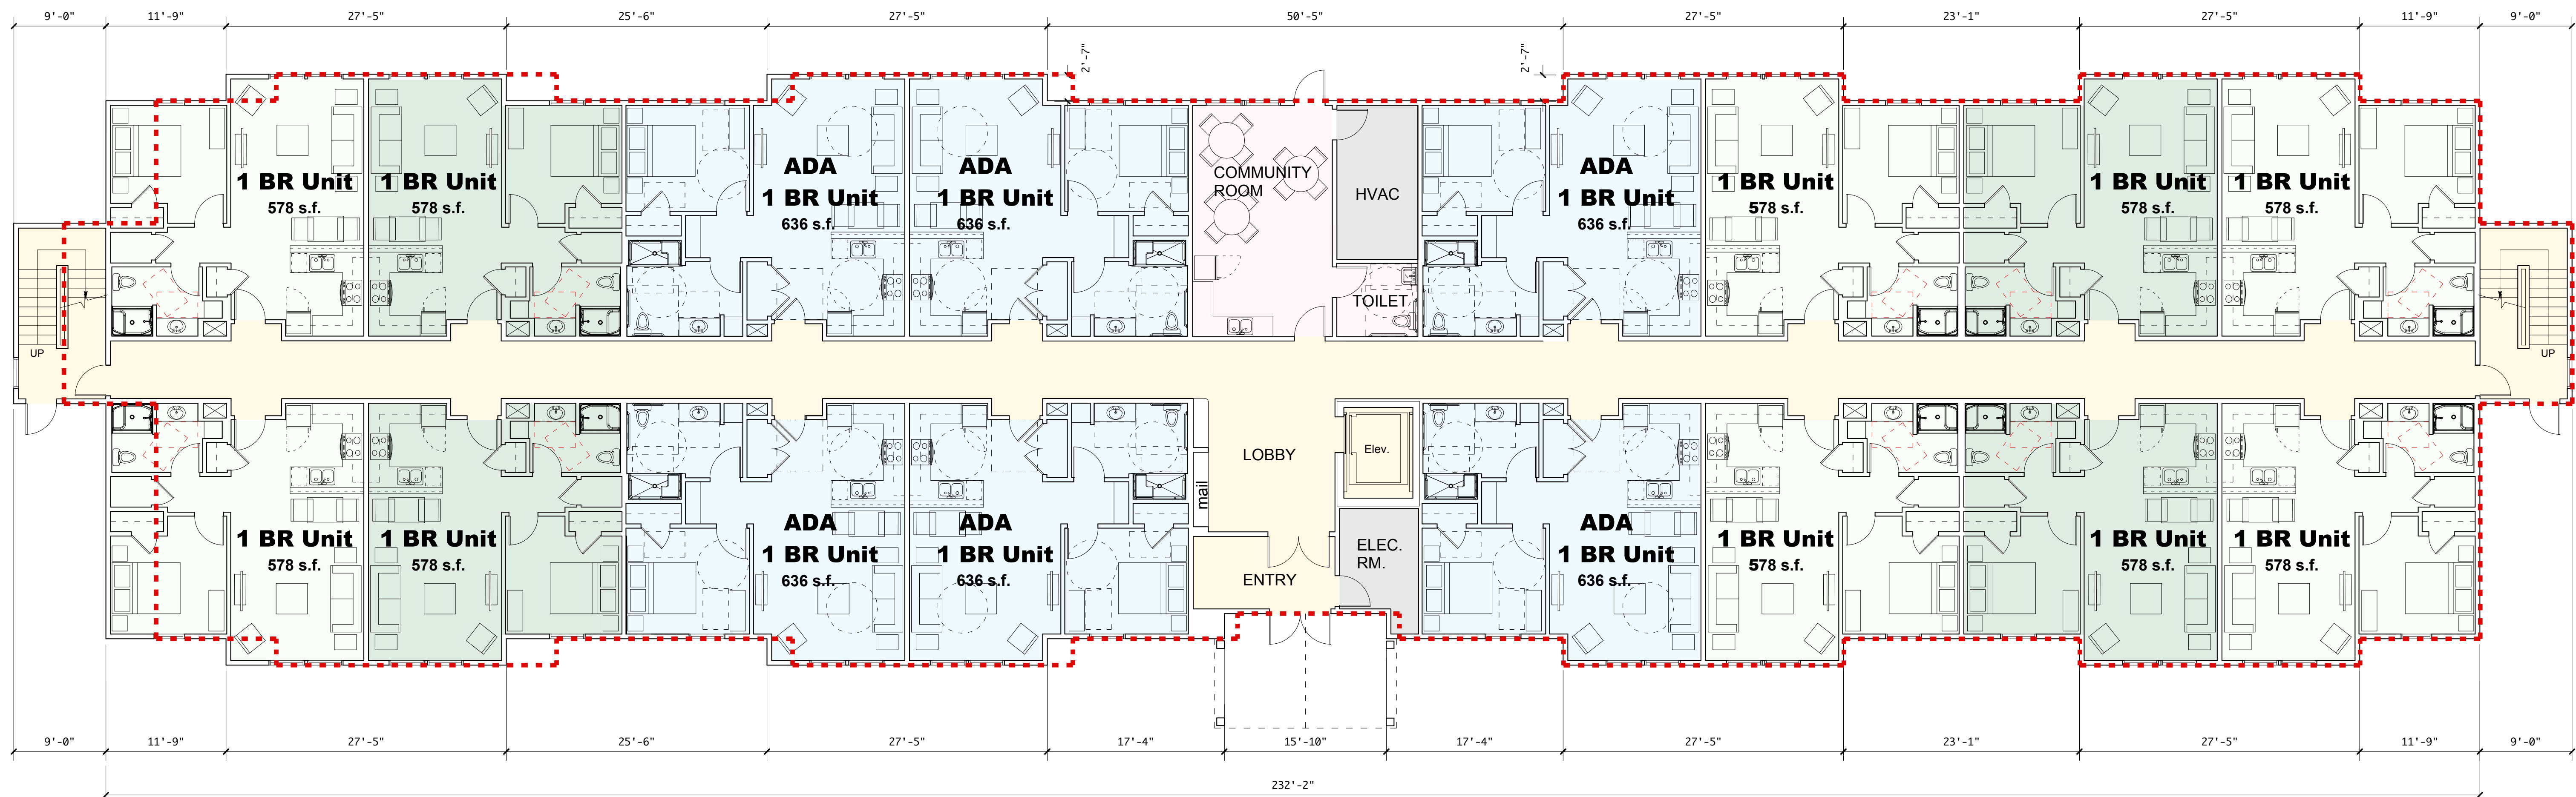 9'-0" 11'-9" 27'-5" 25'-6" 27'-5" 50'-5" 27'-5" 23'-1" 27'-5" 11'-9" 9'-0"
2'-7" 2'-7"
ADA ADA ADA
1 BR Unit 1 BR Unit 1 BR Unit 1 BR Unit 1 BR Unit 1 BR Unit 1 BR Unit 1 BR Unit
578 s.f. 578 s.f. 636 s.f. 636 s.f. 636 s.f. 578 s.f. 578 s.f. 578 s.f.
COMMUNITY
ROOM
HVAC
TOILET
UP UP
LOBBY
Elev.
mail
ELEC.
RM.
ENTRY
ADA ADA ADA
1 BR Unit 1 BR Unit 1 BR Unit 1 BR Unit 1 BR Unit 1 BR Unit 1 BR Unit 1 BR Unit
578 s.f. 578 s.f. 636 s.f. 636 s.f. 636 s.f. 578 s.f. 578 s.f. 578 s.f.
9'-0" 11'-9" 27'-5" 25'-6" 27'-5" 17'-4" 15'-10" 17'-4" 27'-5" 23'-1" 27'-5" 11'-9" 9'-0"
232'-2"